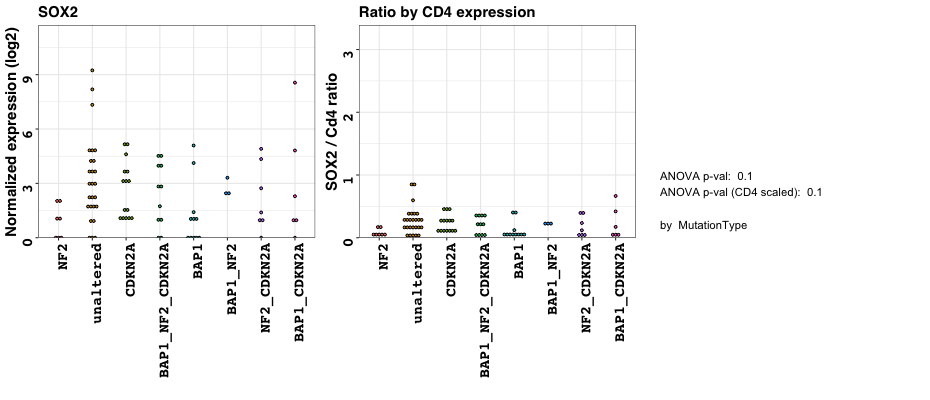 SOX2
Normalized expression (log2)
9
6
3
0
NF2
unaltered
CDKN2A
BAP1_NF2_CDKN2A
BAP1
BAP1_NF2
NF2_CDKN2A
BAP1_CDKN2A
Ratio by CD4 expression
SOX2 / Cd4 ratio
3
2
1
0
NF2
unaltered
CDKN2A
BAP1_NF2_CDKN2A
BAP1
BAP1_NF2
NF2_CDKN2A
BAP1_CDKN2A
ANOVA p-val: 0.1
ANOVA p-val (CD4 scaled): 0.1
by MutationType